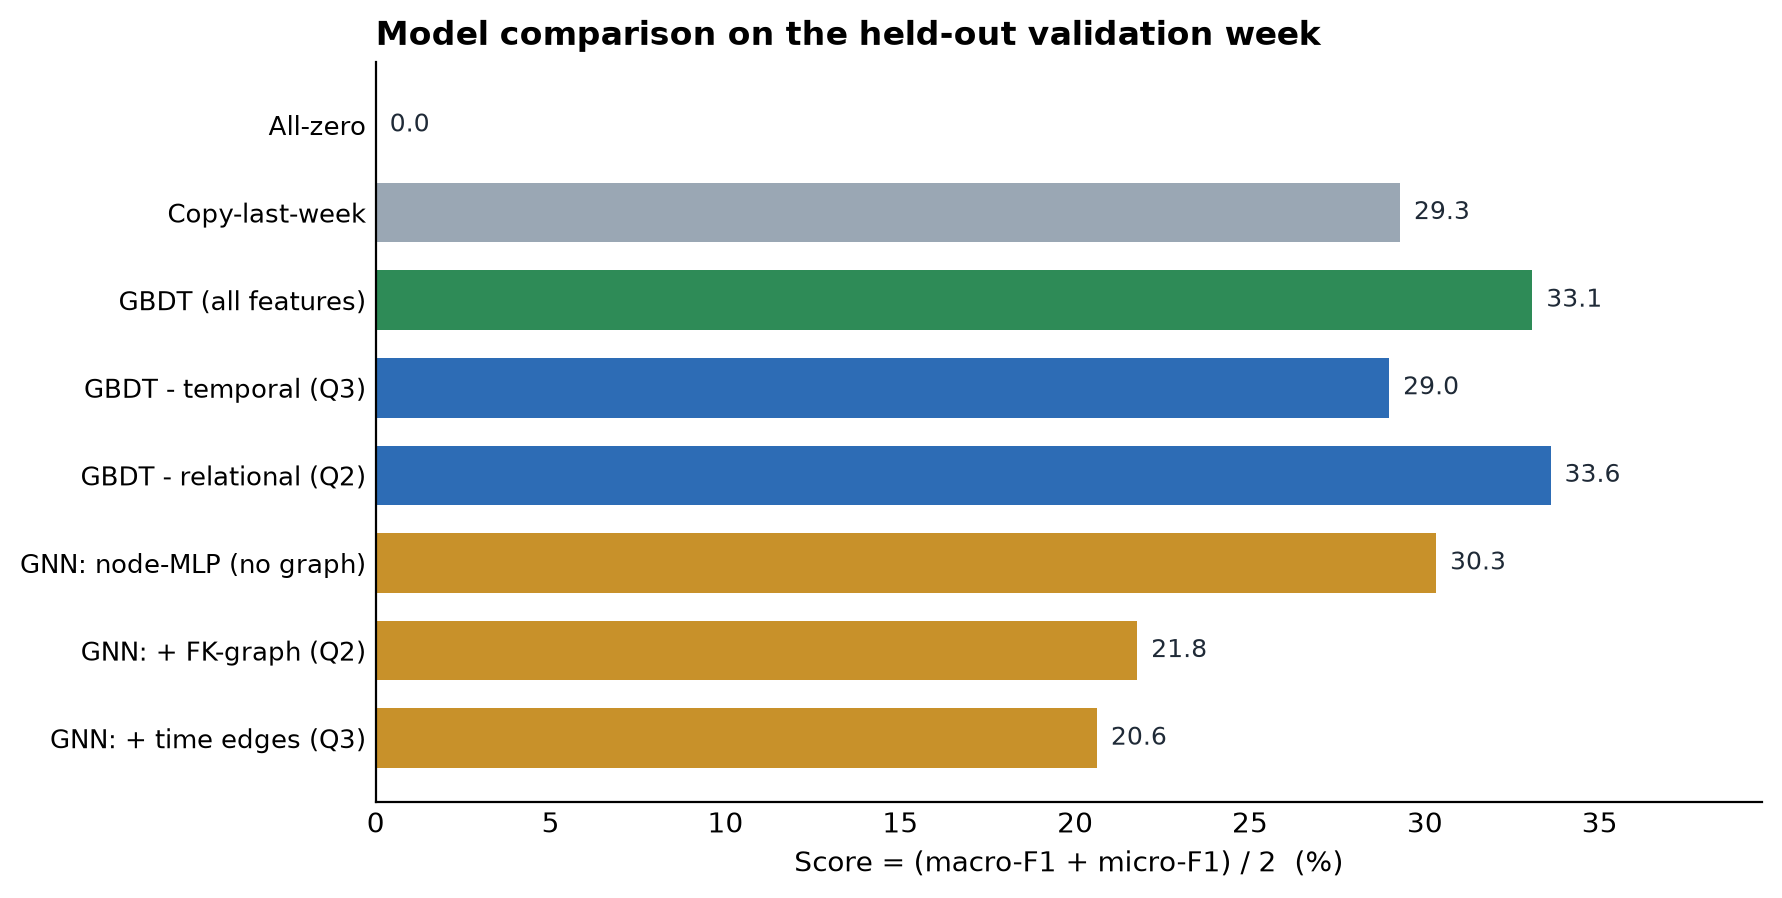 Model comparison on the held-out validation week
All-zero
0.0
Copy-last-week
29.3
GBDT (all features)
33.1
GBDT - temporal (Q3)
29.0
GBDT - relational (Q2)
33.6
GNN: node-MLP (no graph)
30.3
GNN: + FK-graph (Q2)
21.8
GNN: + time edges (Q3)
20.6
0 5 10 15 20 25 30 35
Score = (macro-F1 + micro-F1) / 2 (%)